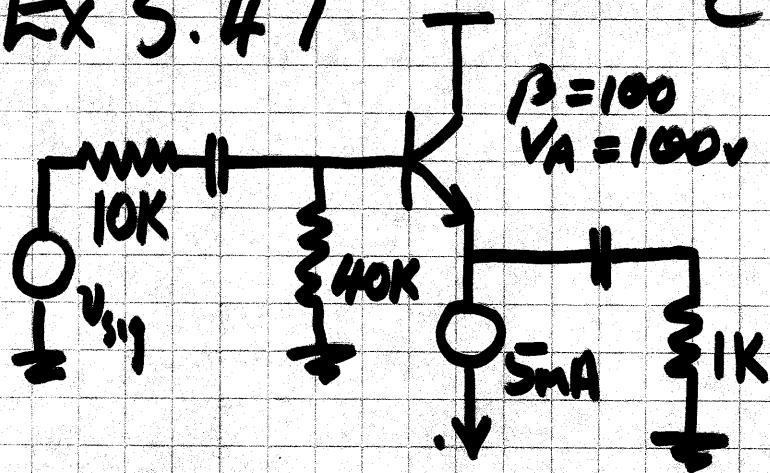 Ex 5.47
β = 100
VA = 100v
10K
40K
vsig
5mA
1K